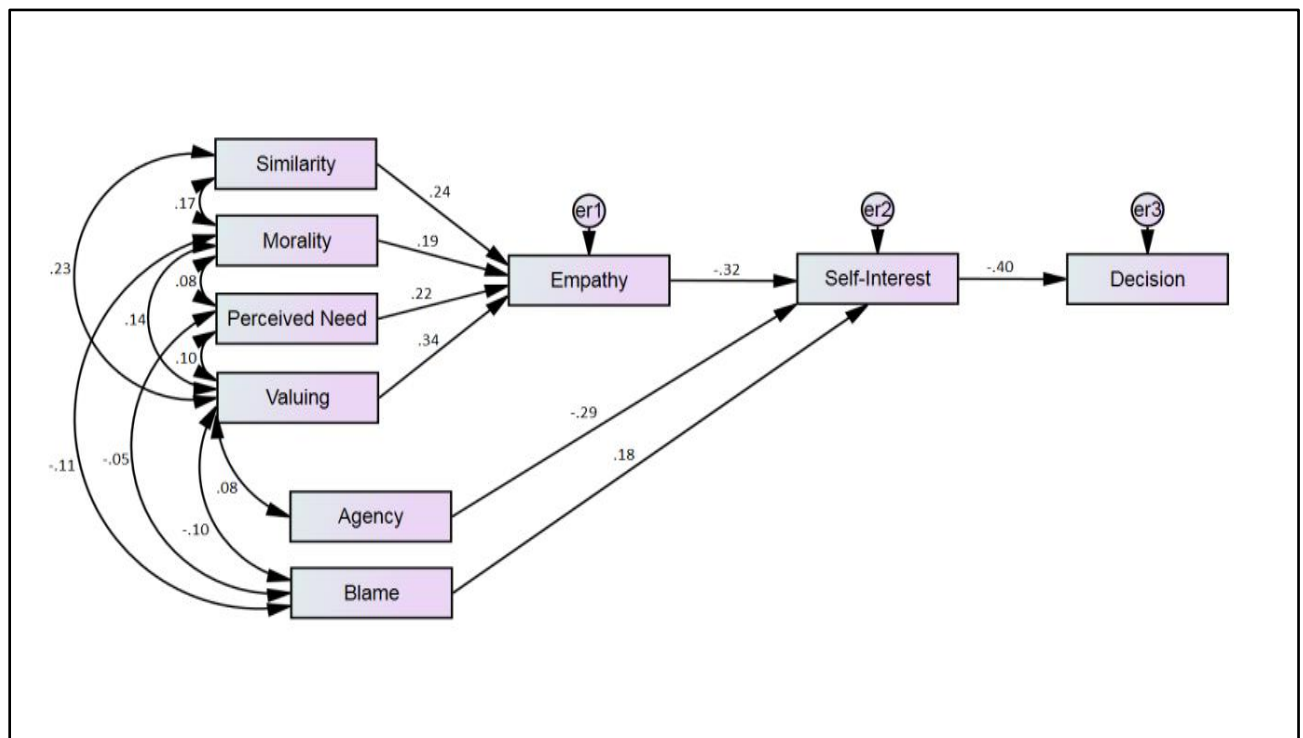 Similarity
.24
er1
er2
er3
.17
Morality
.19
.23
Empathy
-.32
Self-Interest
-.40
Decision
.08
Perceived Need
.22
.14
.34
.10
Valuing
-.29
-.11
-.05
.18
.08
Agency
-.10
Blame